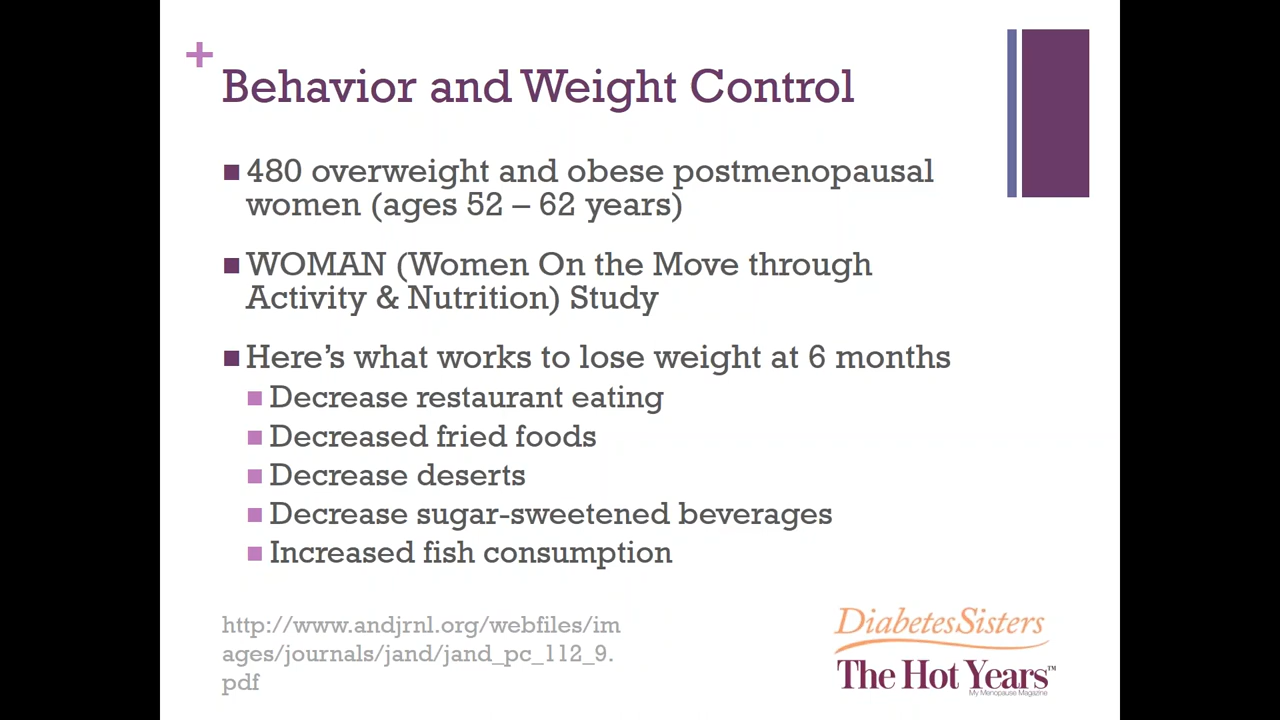 +
Behavior and Weight Control
■ 480 overweight and obese postmenopausal
women (ages 52 – 62 years)
■ WOMAN (Women On the Move through
Activity & Nutrition) Study
■ Here's what works to lose weight at 6 months
■ Decrease restaurant eating
■ Decreased fried foods
■ Decrease deserts
■ Decrease sugar-sweetened beverages
■ Increased fish consumption
http://www.andjrnl.org/webfiles/im
ages/journals/jand/jand_pc_112_9.
pdf
DiabetesSisters
The Hot Years™
My Menopause Magazine